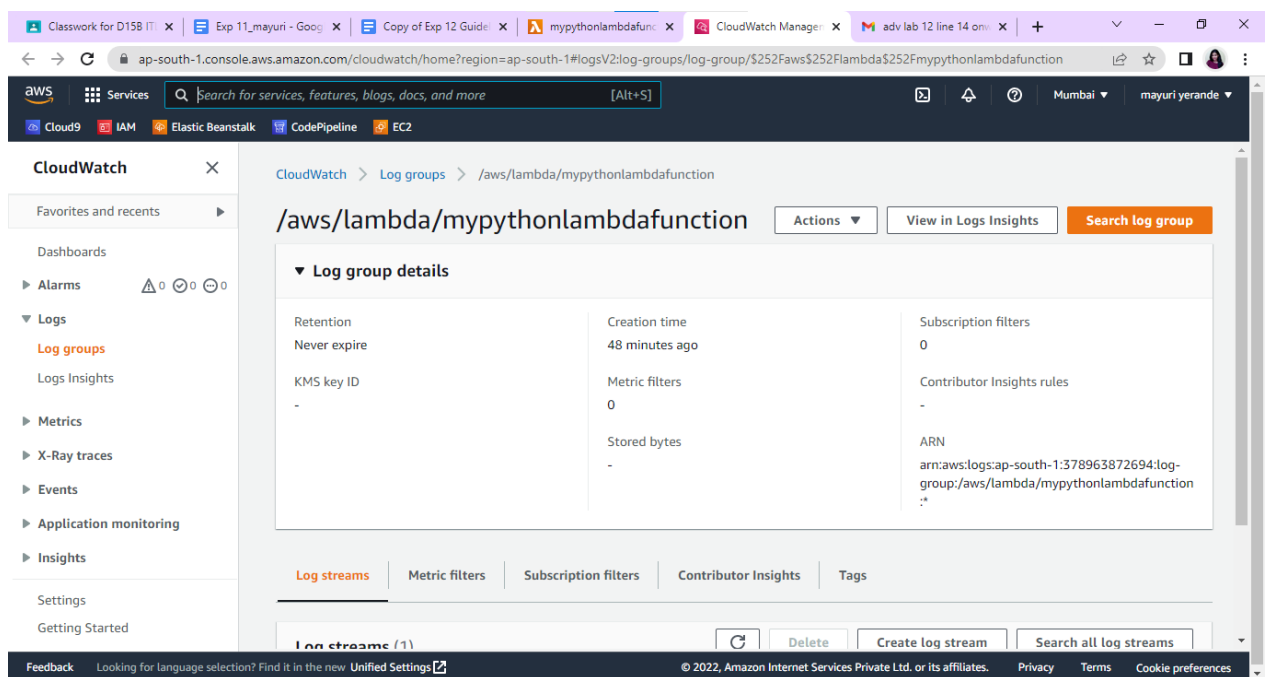 Classwork for D15B IT
Exp 11_mayuri - Goog
Copy of Exp 12 Guidel
mypythonlambdafunc
CloudWatch Manager
adv lab 12 line 14 onw
ap-south-1.console.aws.amazon.com/cloudwatch/home?region=ap-south-1#logsV2:log-groups/log-group/$252Faws$252Flambda$252Fmypythonlambdafunction
aws Services Search for services, features, blogs, docs, and more [Alt+S] Mumbai ▼ mayuri yerande ▼
Cloud9 IAM Elastic Beanstalk CodePipeline EC2
CloudWatch
Favorites and recents
Dashboards
Alarms 0 0 0
Logs
Log groups
Logs Insights
Metrics
X-Ray traces
Events
Application monitoring
Insights
Settings
Getting Started
CloudWatch > Log groups > /aws/lambda/mypythonlambdafunction
/aws/lambda/mypythonlambdafunction Actions ▼ View in Logs Insights Search log group
▼ Log group details
Retention
Never expire
KMS key ID
-
Creation time
48 minutes ago
Metric filters
0
Stored bytes
-
Subscription filters
0
Contributor Insights rules
-
ARN
arn:aws:logs:ap-south-1:378963872694:log-
group:/aws/lambda/mypythonlambdafunction
:*
Log streams Metric filters Subscription filters Contributor Insights Tags
Log streams (1) Delete Create log stream Search all log streams
Feedback Looking for language selection? Find it in the new Unified Settings © 2022, Amazon Internet Services Private Ltd. or its affiliates. Privacy Terms Cookie preferences